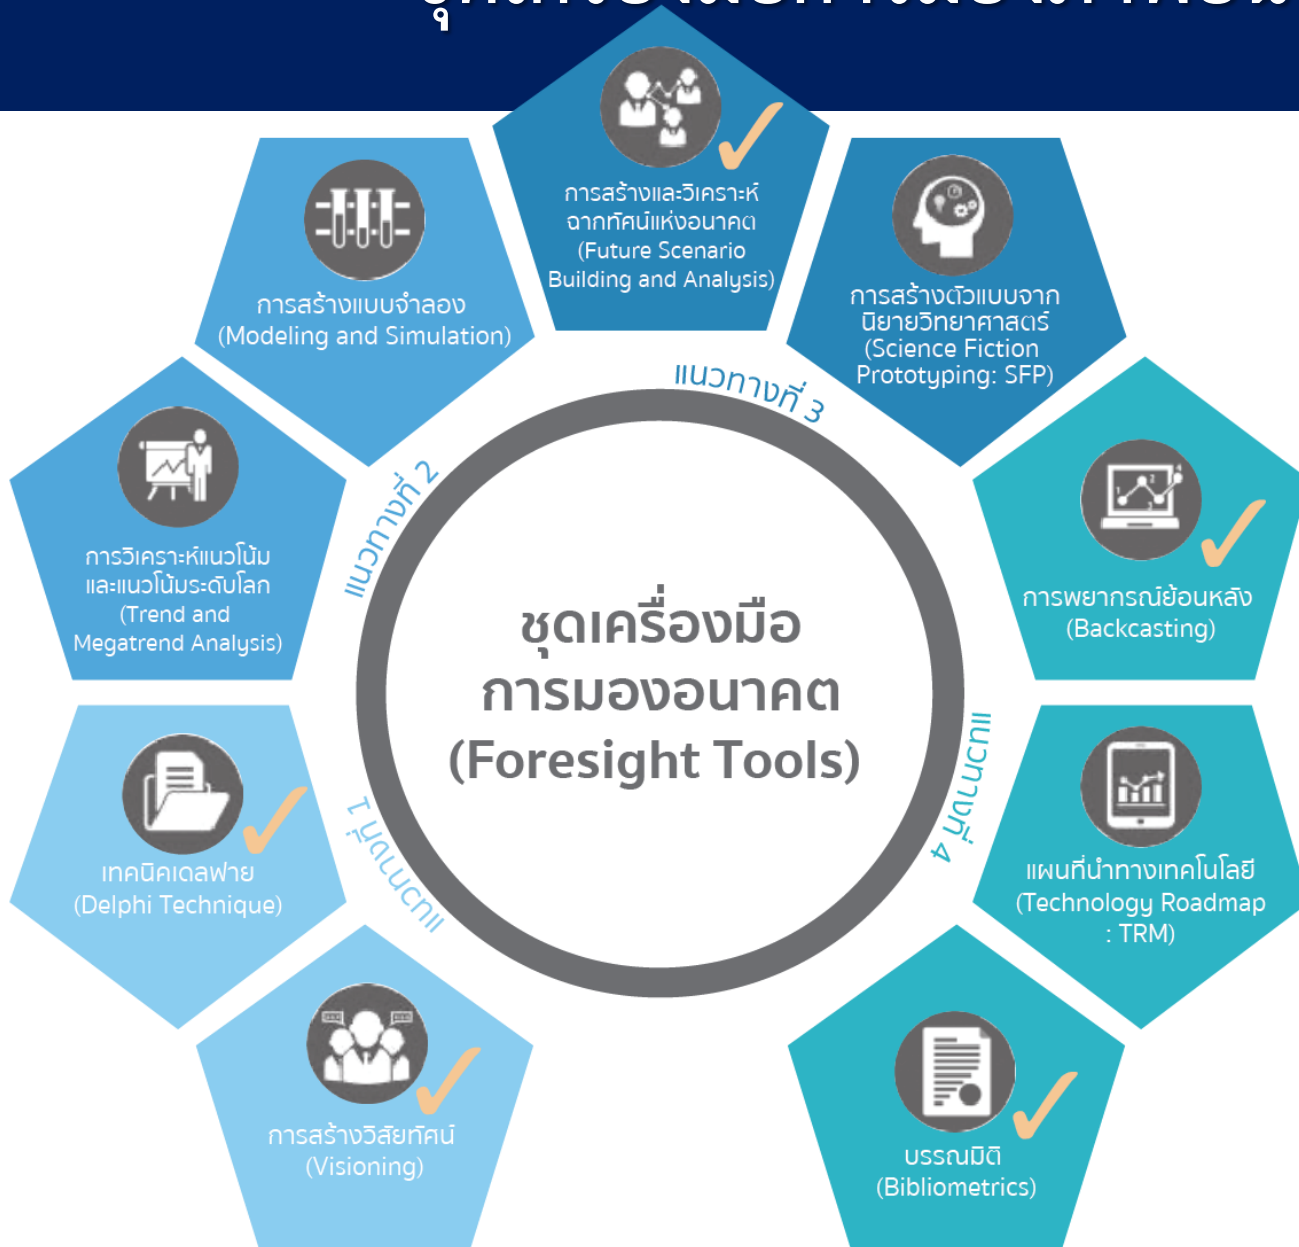 การสร้างและวิเคราะห์
ฉากทัศน์แห่งอนาคต
(Future Scenario
Building and Analysis)
การสร้างแบบจำลอง
(Modeling and Simulation)
การสร้างตัวแบบจาก
นิยายวิทยาศาสตร์
(Science Fiction
Prototyping: SFP)
แนวทางที่ 3
แนวทางที่ 2
การวิเคราะห์แนวโน้ม
และแนวโน้มระดับโลก
(Trend and
Megatrend Analysis)
1
2
3
4
การพยากรณ์ย้อนหลัง
(Backcasting)
ชุดเครื่องมือ
การมองอนาคต
(Foresight Tools)
แนวทางที่ 1
แนวทางที่ 4
เทคนิคเดลฟาย
(Delphi Technique)
แผนที่นำทางเทคโนโลยี
(Technology Roadmap
: TRM)
การสร้างวิสัยทัศน์
(Visioning)
บรรณมิติ
(Bibliometrics)